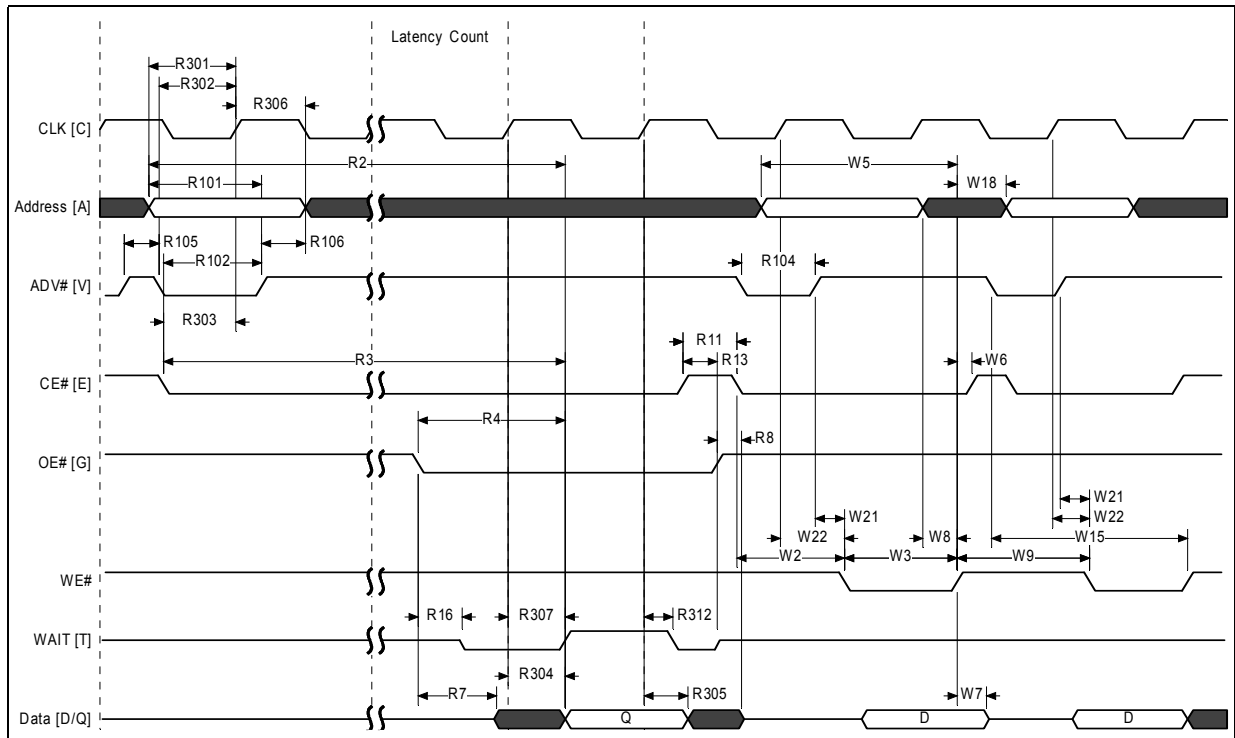 Latency Count
R301
R302
R306
CLK [C]
R2
W5
R101
W18
Address [A]
R105
R106
R102
R104
ADV# [V]
R303
R11
R3
R13
W6
CE# [E]
R4
R8
OE# [G]
W21
W21
W22
W22
W8
W15
W2
W3
W9
WE#
R16
R307
R312
WAIT [T]
R304
R7
R305
W7
Data [D/Q]
Q
D
D